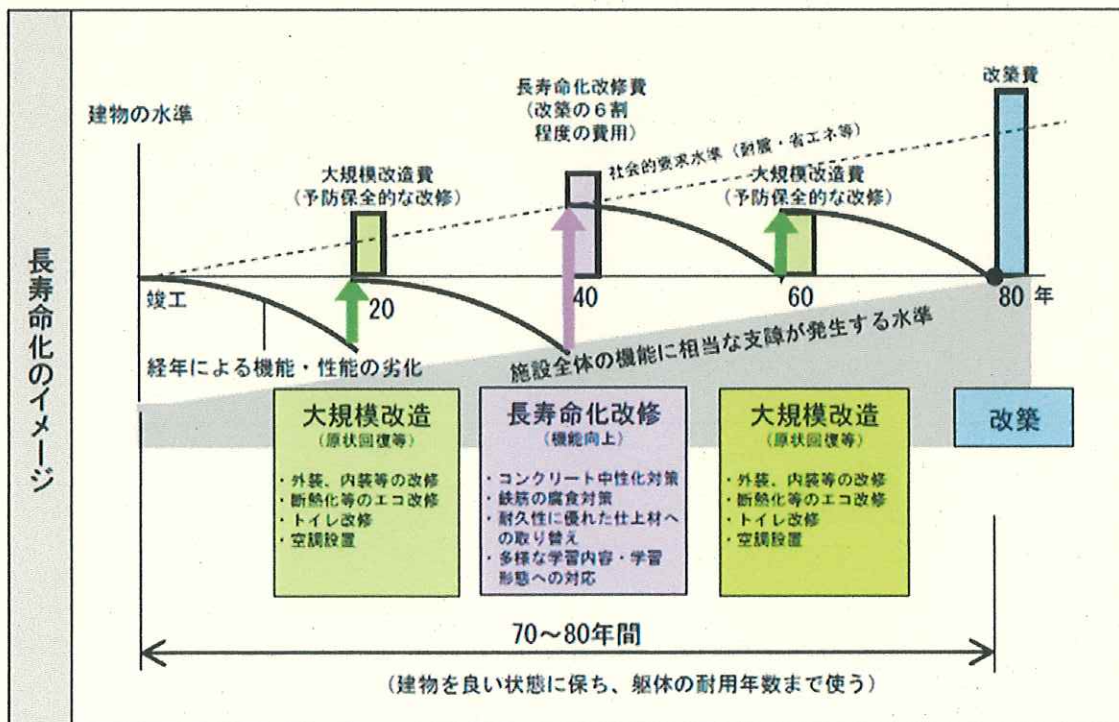 長寿命化のイメージ
建物の水準
大規模改造費
(予防保全的な改修)
長寿命化改修費
(改築の6割
程度の費用)
社会的要求水準(耐震・省エネ等)
大規模改造費
(予防保全的な改修)
改築費
竣工
20
40
60
80 年
経年による機能・性能の劣化
施設全体の機能に相当な支障が発生する水準
大規模改造
(原状回復等)
・外装、内装等の改修
・断熱化等のエコ改修
・トイレ改修
・空調設置
長寿命化改修
(機能向上)
・コンクリート中性化対策
・鉄筋の腐食対策
・耐久性に優れた仕上材へ
の取り替え
・多様な学習内容・学習
形態への対応
大規模改造
(原状回復等)
・外装、内装等の改修
・断熱化等のエコ改修
・トイレ改修
・空調設置
改築
70~80年間
(建物を良い状態に保ち、躯体の耐用年数まで使う)